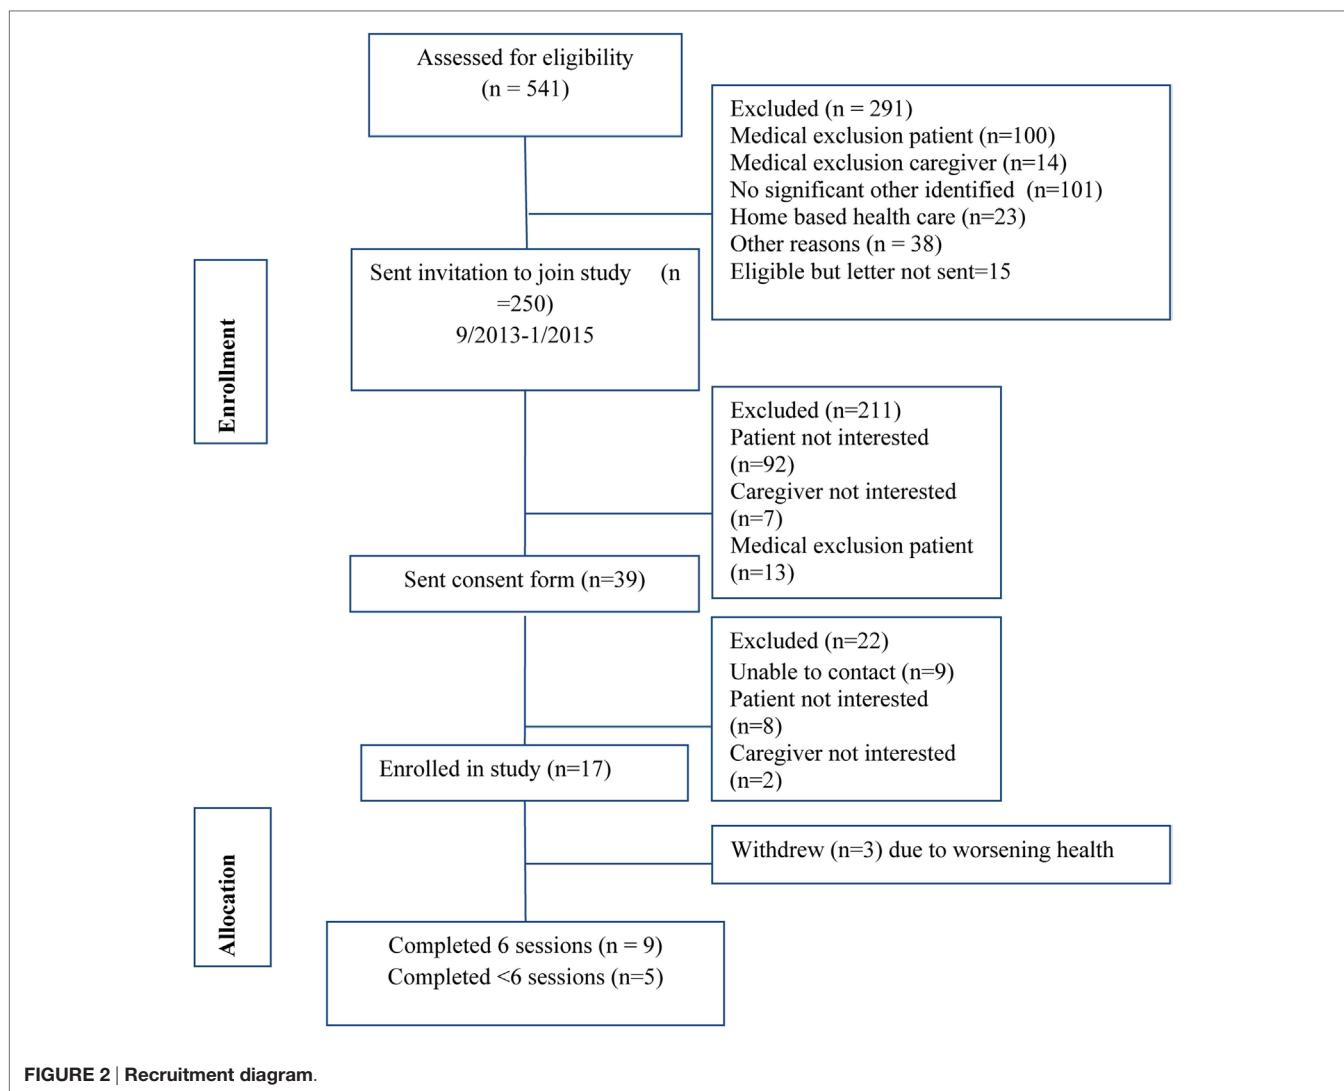 Assessed for eligibility
(n = 541)
Excluded (n = 291)
Medical exclusion patient (n=100)
Medical exclusion caregiver (n=14)
No significant other identified  (n=101)
Home based health care (n=23)
Other reasons (n = 38)
Eligible but letter not sent=15
Enrollment
Sent invitation to join study (n
=250)
9/2013-1/2015
Excluded (n=211)
Patient not interested
(n=92)
Caregiver not interested
(n=7)
Medical exclusion patient
(n=13)
Sent consent form (n=39)
Excluded (n=22)
Unable to contact (n=9)
Patient not interested
(n=8)
Caregiver not interested
(n=2)
Enrolled in study (n=17)
Allocation
Withdrew (n=3) due to worsening health
Completed 6 sessions (n = 9)
Completed <6 sessions (n=5)
FIGURE 2 | Recruitment diagram.